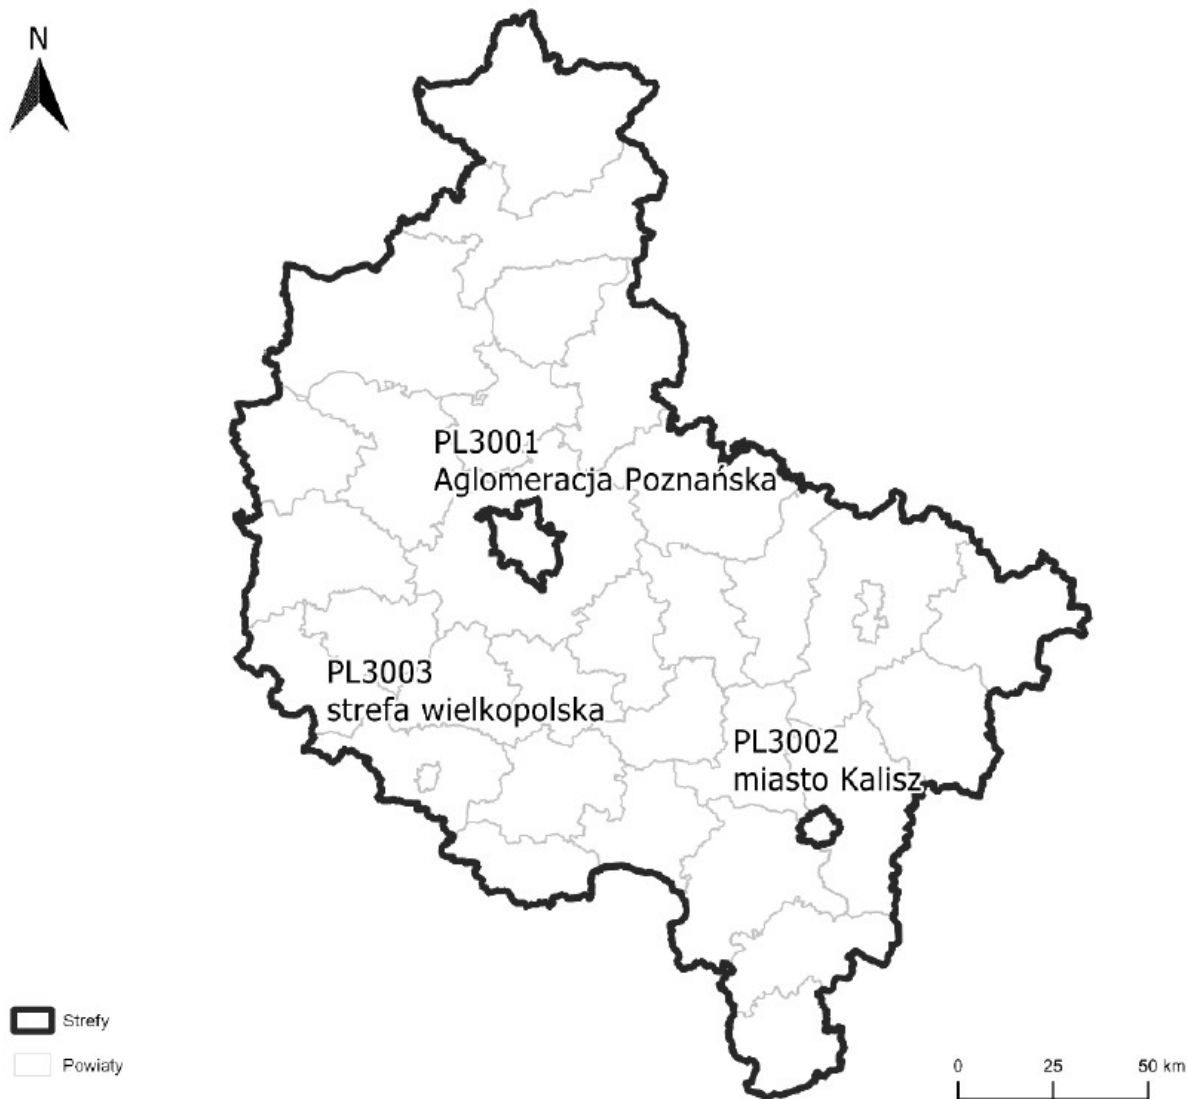 N
PL3001
Aglomeracja Poznańska
PL3003
strefa wielkopolska
PL3002
miasto Kalisz
Strefy
Powiaty
0 25 50 km